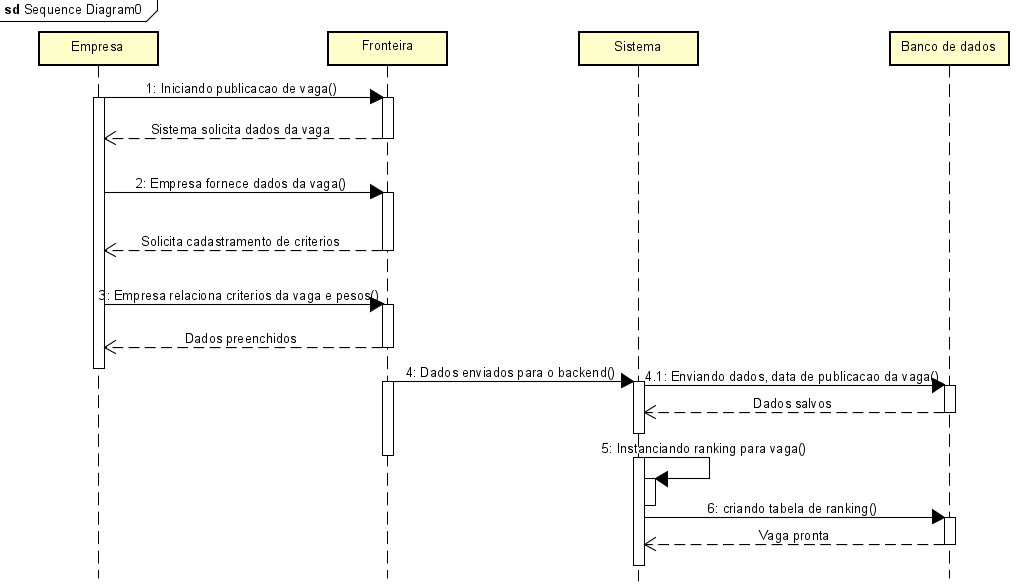 sd Sequence Diagram0
Empresa
Fronteira
Sistema
Banco de dados
1: Iniciando publicacao de vaga()
Sistema solicita dados da vaga
2: Empresa fornece dados da vaga()
Solicita cadastramento de criterios
3: Empresa relaciona criterios da vaga e pesos()
Dados preenchidos
4: Dados enviados para o backend()
4.1: Enviando dados, data de publicacao da vaga()
Dados salvos
5: Instanciando ranking para vaga()
6: criando tabela de ranking()
Vaga pronta